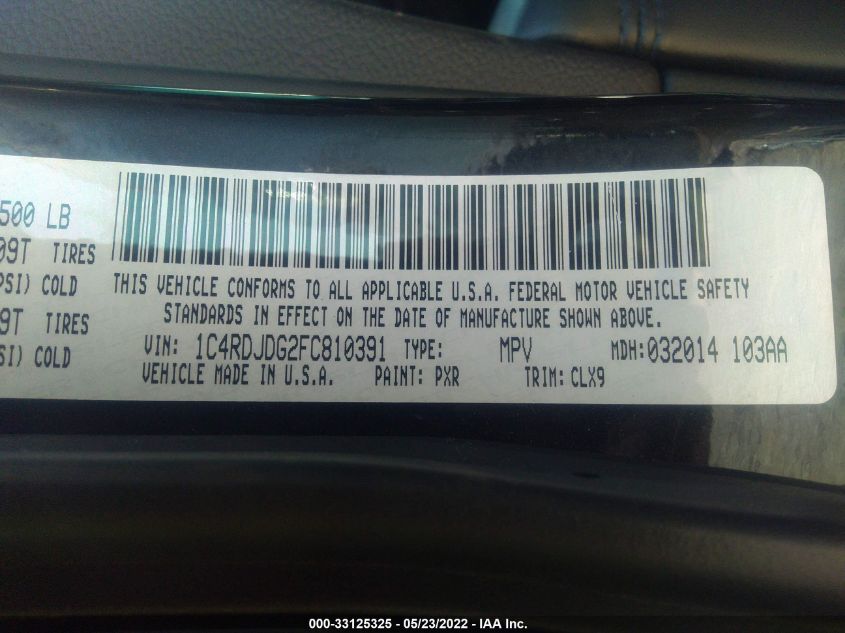 500 LB
09T TIRES
PSI) COLD
THIS VEHICLE CONFORMS TO ALL APPLICABLE U.S.A. FEDERAL MOTOR VEHICLE SAFETY
9T TIRES
STANDARDS IN EFFECT ON THE DATE OF MANUFACTURE SHOWN ABOVE.
SI) COLD
VIN: 1C4RDJDG2FC810391 TYPE: MPV MDH:032014 103AA
VEHICLE MADE IN U.S.A. PAINT: PXR TRIM: CLX9
000-33125325 - 05/23/2022 - IAA Inc.